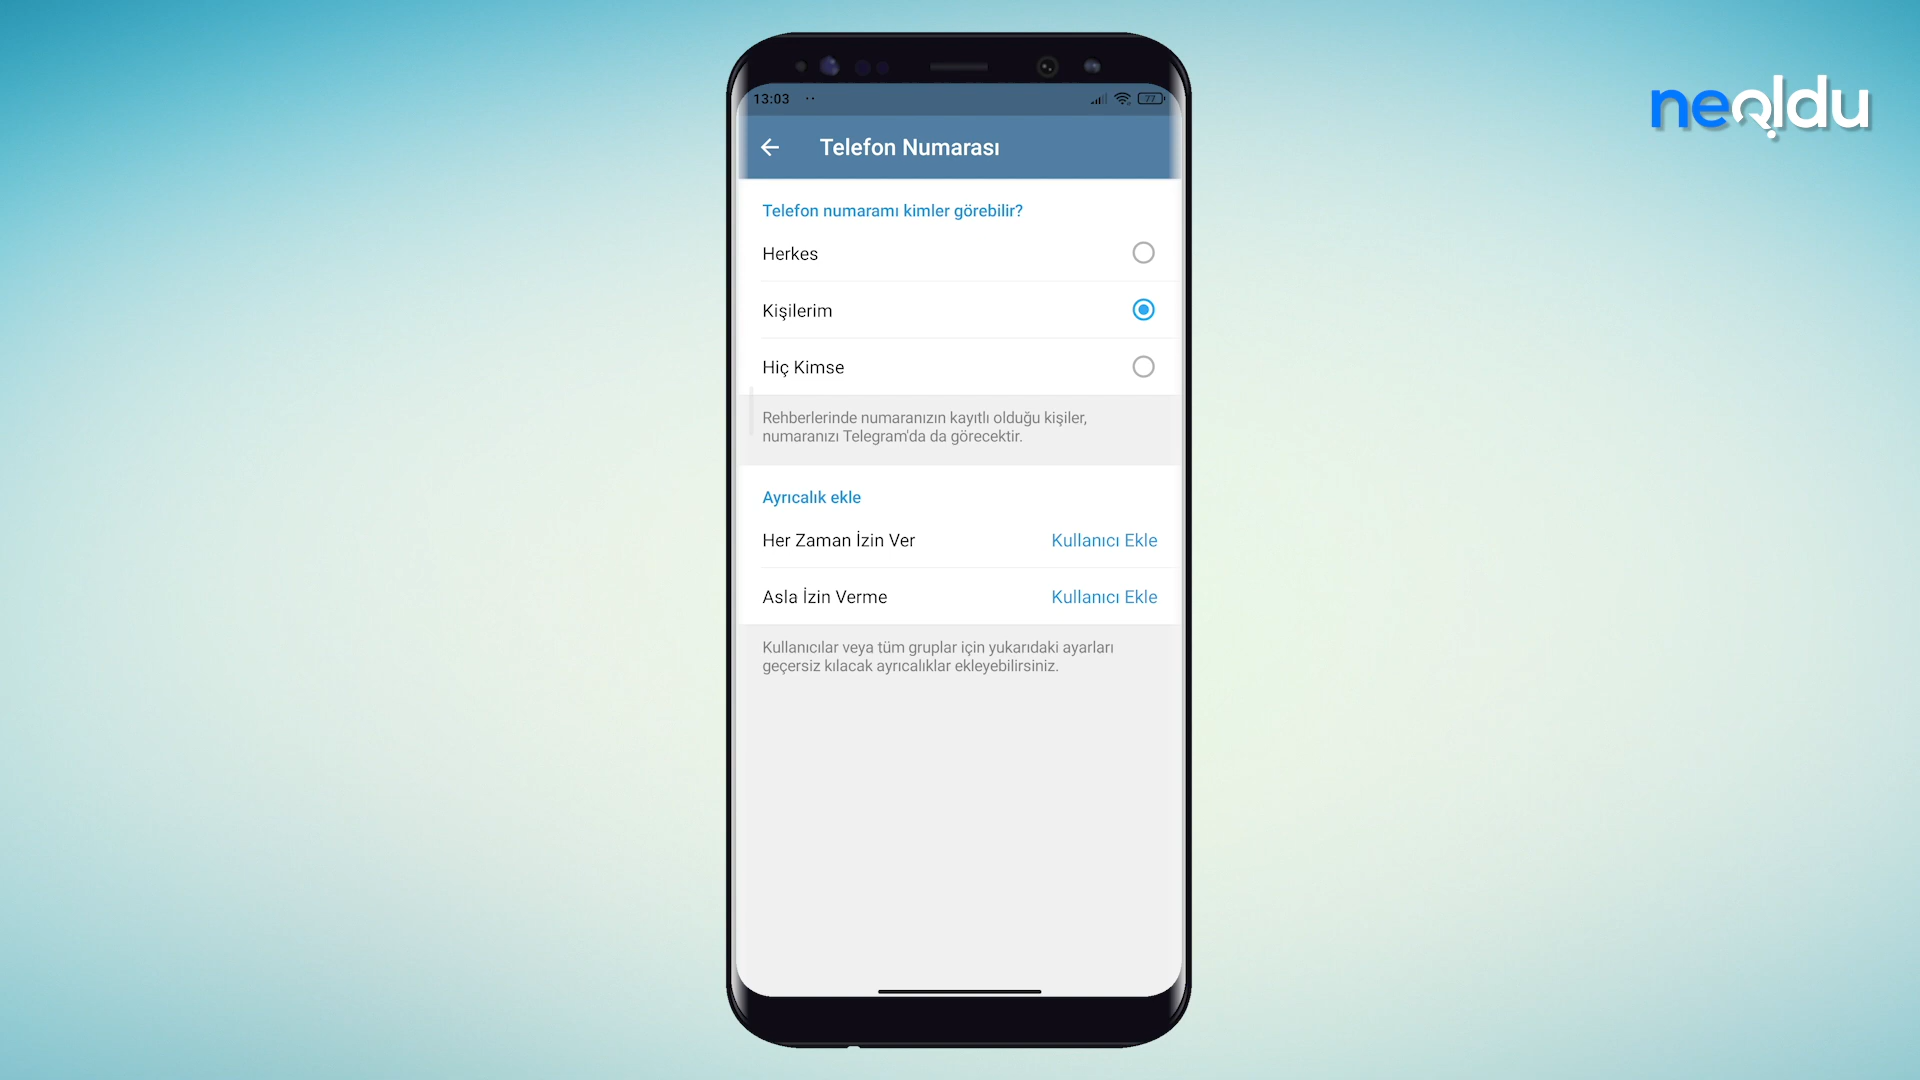 neoldu
13:03
77
Telefon Numarası
Telefon numaramı kimler görebilir?
Herkes
Kişilerim
Hiç Kimse
Rehberlerinde numaranızın kayıtlı olduğu kişiler,
numaranızı Telegram'da da görecektir.
Ayrıcalık ekle
Her Zaman İzin Ver Kullanıcı Ekle
Asla İzin Verme Kullanıcı Ekle
Kullanıcılar veya tüm gruplar için yukarıdaki ayarları
geçersiz kılacak ayrıcalıklar ekleyebilirsiniz.